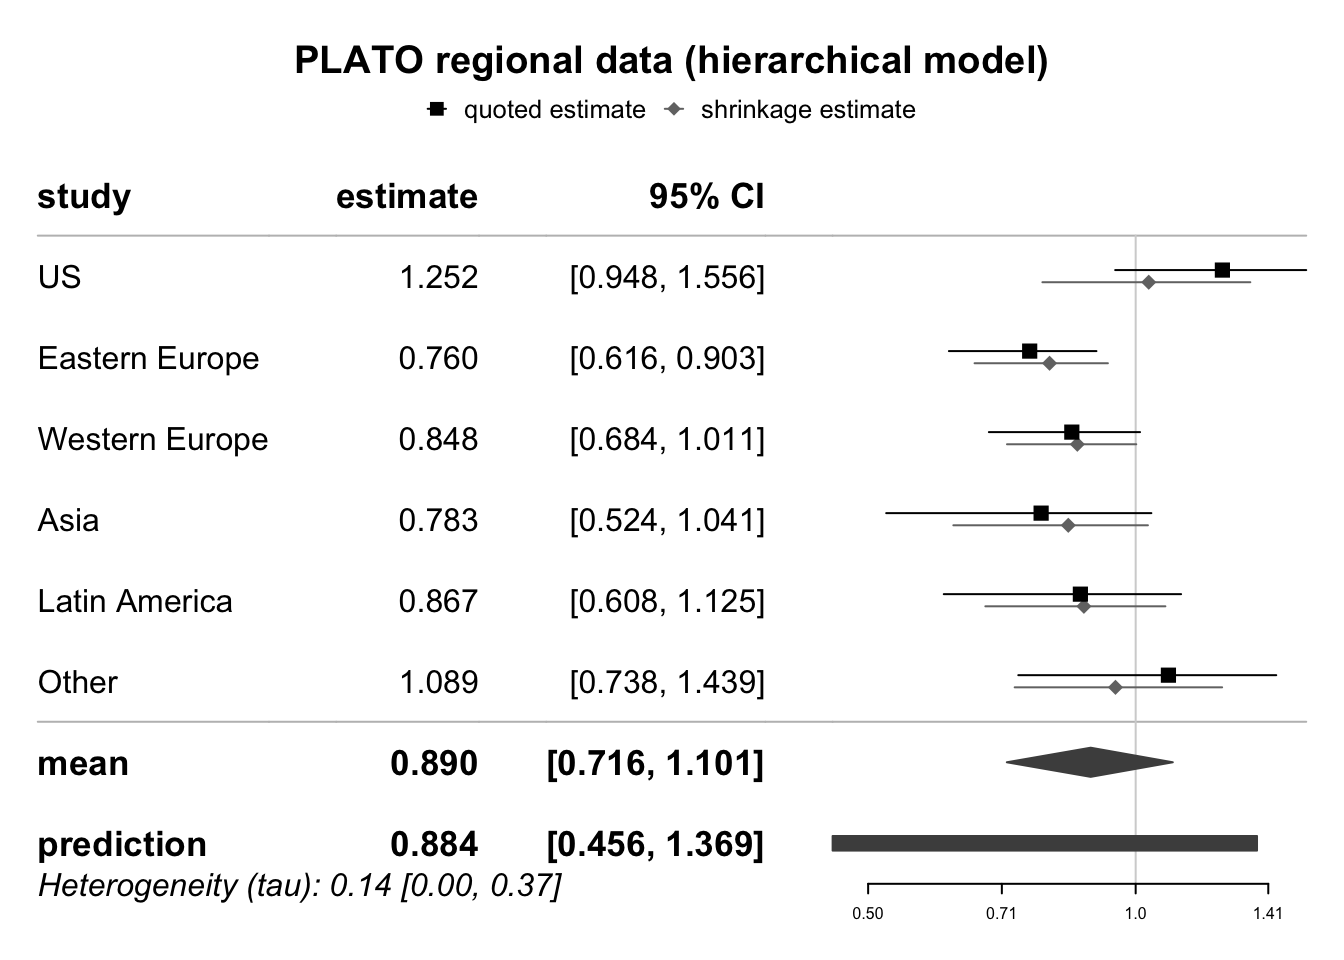 PLATO regional data (hierarchical model)
quoted estimate shrinkage estimate
study estimate 95% CI
US 1.252 [0.948, 1.556]
Eastern Europe 0.760 [0.616, 0.903]
Western Europe 0.848 [0.684, 1.011]
Asia 0.783 [0.524, 1.041]
Latin America 0.867 [0.608, 1.125]
Other 1.089 [0.738, 1.439]
mean 0.890 [0.716, 1.101]
prediction 0.884 [0.456, 1.369]
Heterogeneity (tau): 0.14 [0.00, 0.37]
0.50 0.71 1.0 1.41